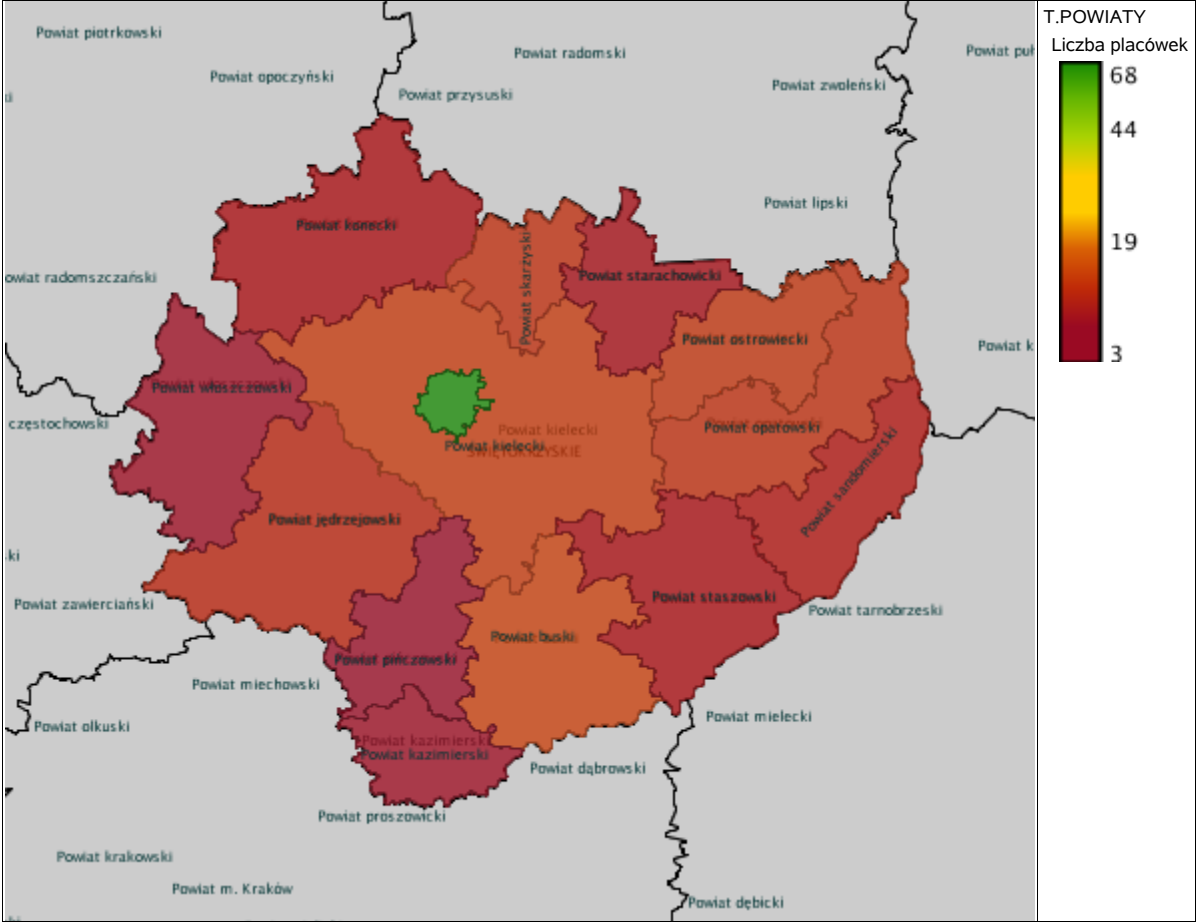 T.POWIATY
Liczba placówek
68
44
19
3
Powiat piotrkowski
Powiat radomski
Powiat puł
Powiat opoczyński
Powiat zwoleński
Powiat przysuski
Powiat lipski
Powiat konecki
Powiat skarżyski
Powiat starachowicki
owiat radomszczański
Powiat ostrowiecki
Powiat k
Powiat włoszczowski
Powiat włoszczowski
częstochowski
Powiat kielecki
Powiat kielecki
ŚWIĘTOKRZYSKIE
Powiat opatowski
Powiat sandomierski
Powiat jędrzejowski
ki
Powiat zawierciański
Powiat staszowski
Powiat tarnobrzeski
Powiat buski
Powiat pińczowski
Powiat miechowski
Powiat mielecki
Powiat olkuski
Powiat kazimierski
Powiat kazimierski
Powiat dąbrowski
Powiat proszowicki
Powiat krakowski
Powiat m. Kraków
Powiat dębicki